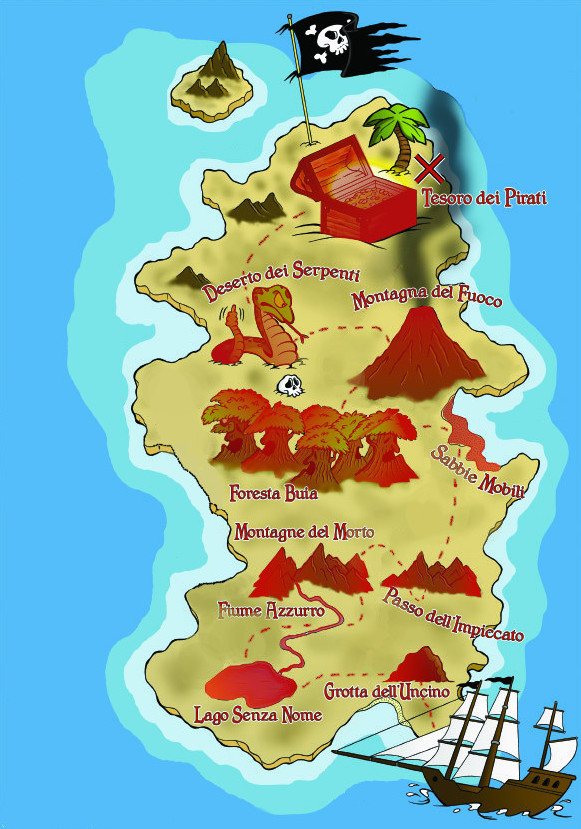 Tesoro dei Pirati
Deserto dei Serpenti
Montagna del Fuoco
Sabbie Mobili
Foresta Buia
Montagne del Morto
Fiume Azzurro
Passo dell'Impiccato
Grotta dell'Uncino
Lago Senza Nome